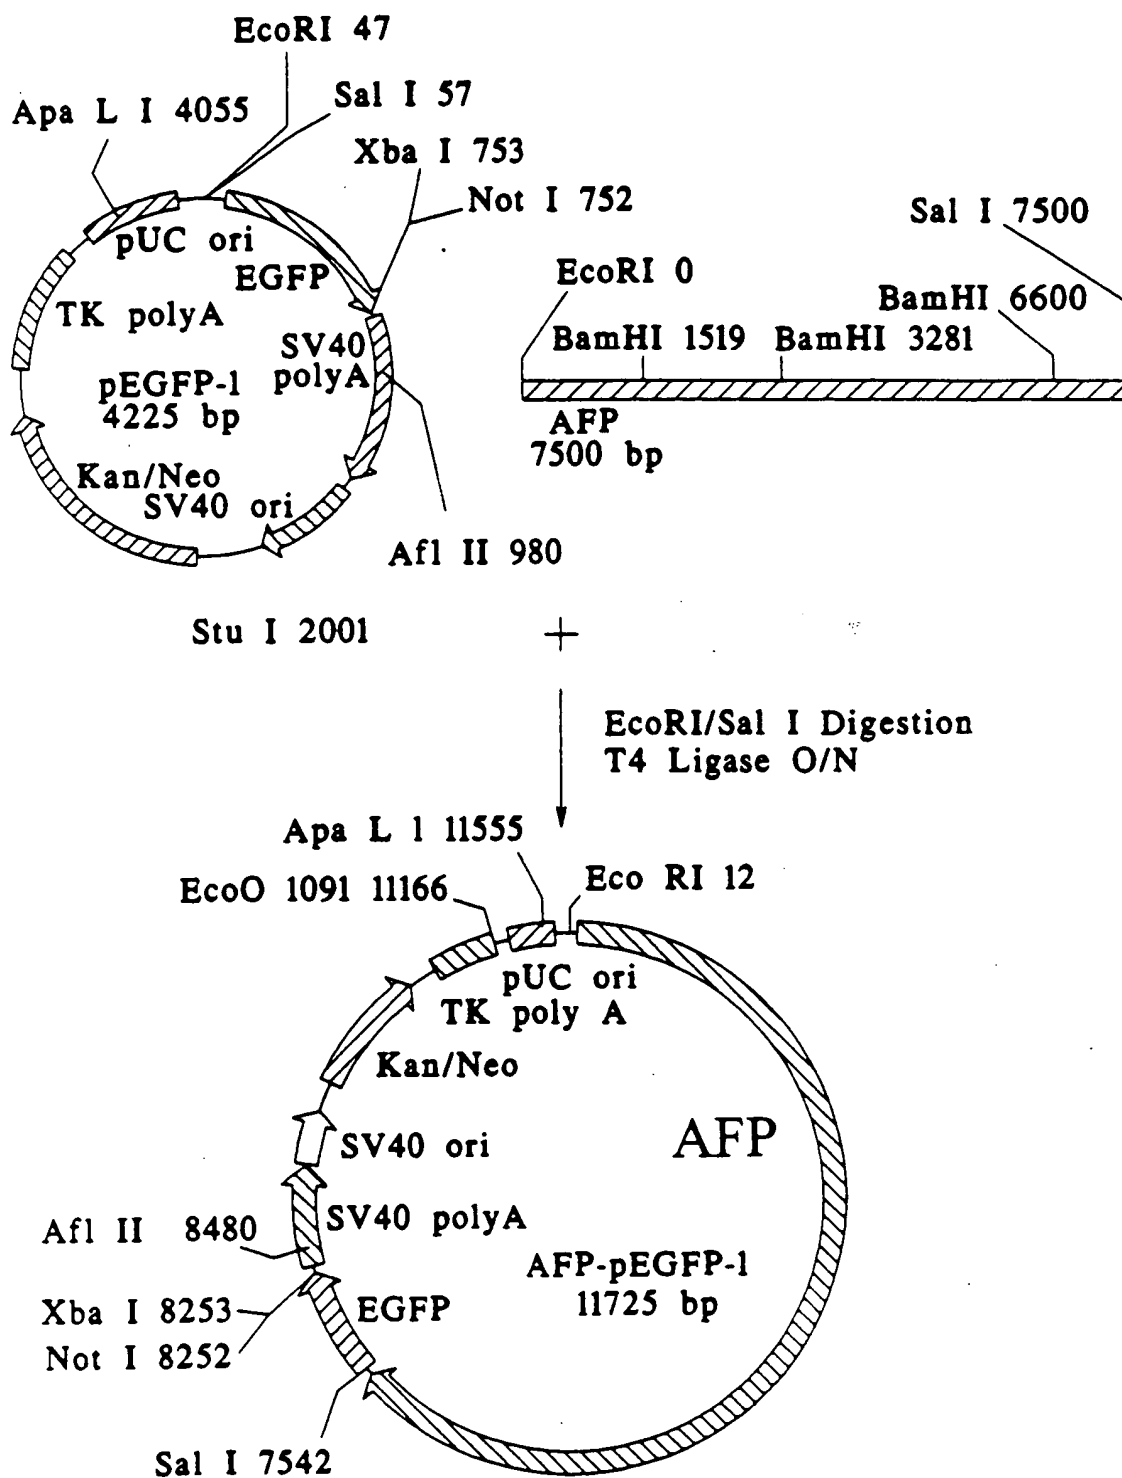 EcoRI 47
Apa L I 4055
Sal I 57
Xba I 753
Not I 752
pUC ori
EGFP
TK polyA
SV40
polyA
pEGFP-1
4225 bp
Kan/Neo
SV40 ori
Afl II 980
Stu I 2001
Sal I 7500
EcoRI 0
BamHI 6600
BamHI 1519
BamHI 3281
AFP
7500 bp
+
EcoRI/Sal I Digestion
T4 Ligase O/N
Apa L 1 11555
EcoO 1091 11166
Eco RI 12
pUC ori
TK poly A
Kan/Neo
AFP
SV40 ori
SV40 polyA
Afl II 8480
AFP-pEGFP-1
11725 bp
Xba I 8253
EGFP
Not I 8252
Sal I 7542